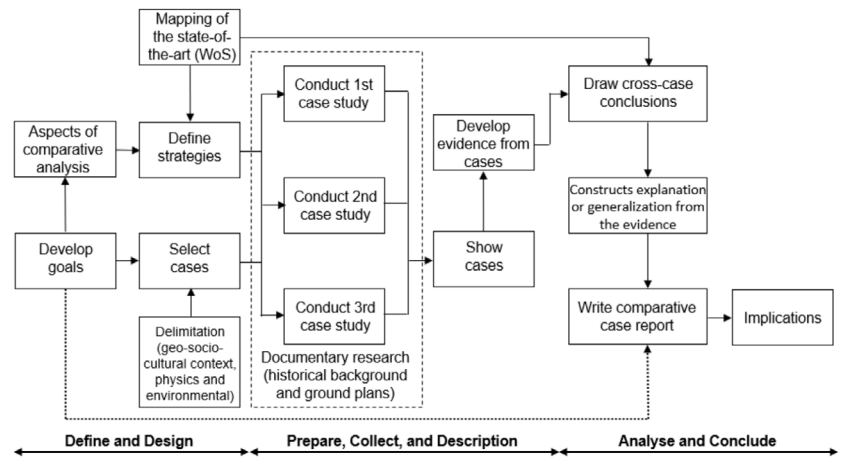 Mapping of
the state-of-
the-art (WoS)
Aspects of
comparative
analysis
Define
strategies
Develop
goals
Select
cases
Delimitation
(geo-socio-
cultural context,
physics and
environmental)
Conduct 1st
case study
Conduct 2nd
case study
Conduct 3rd
case study
Documentary research
(historical background
and ground plans)
Develop
evidence from
cases
Show
cases
Draw cross-case
conclusions
Constructs explanation
or generalization from
the evidence
Write comparative
case report
Implications
Define and Design
Prepare, Collect, and Description
Analyse and Conclude